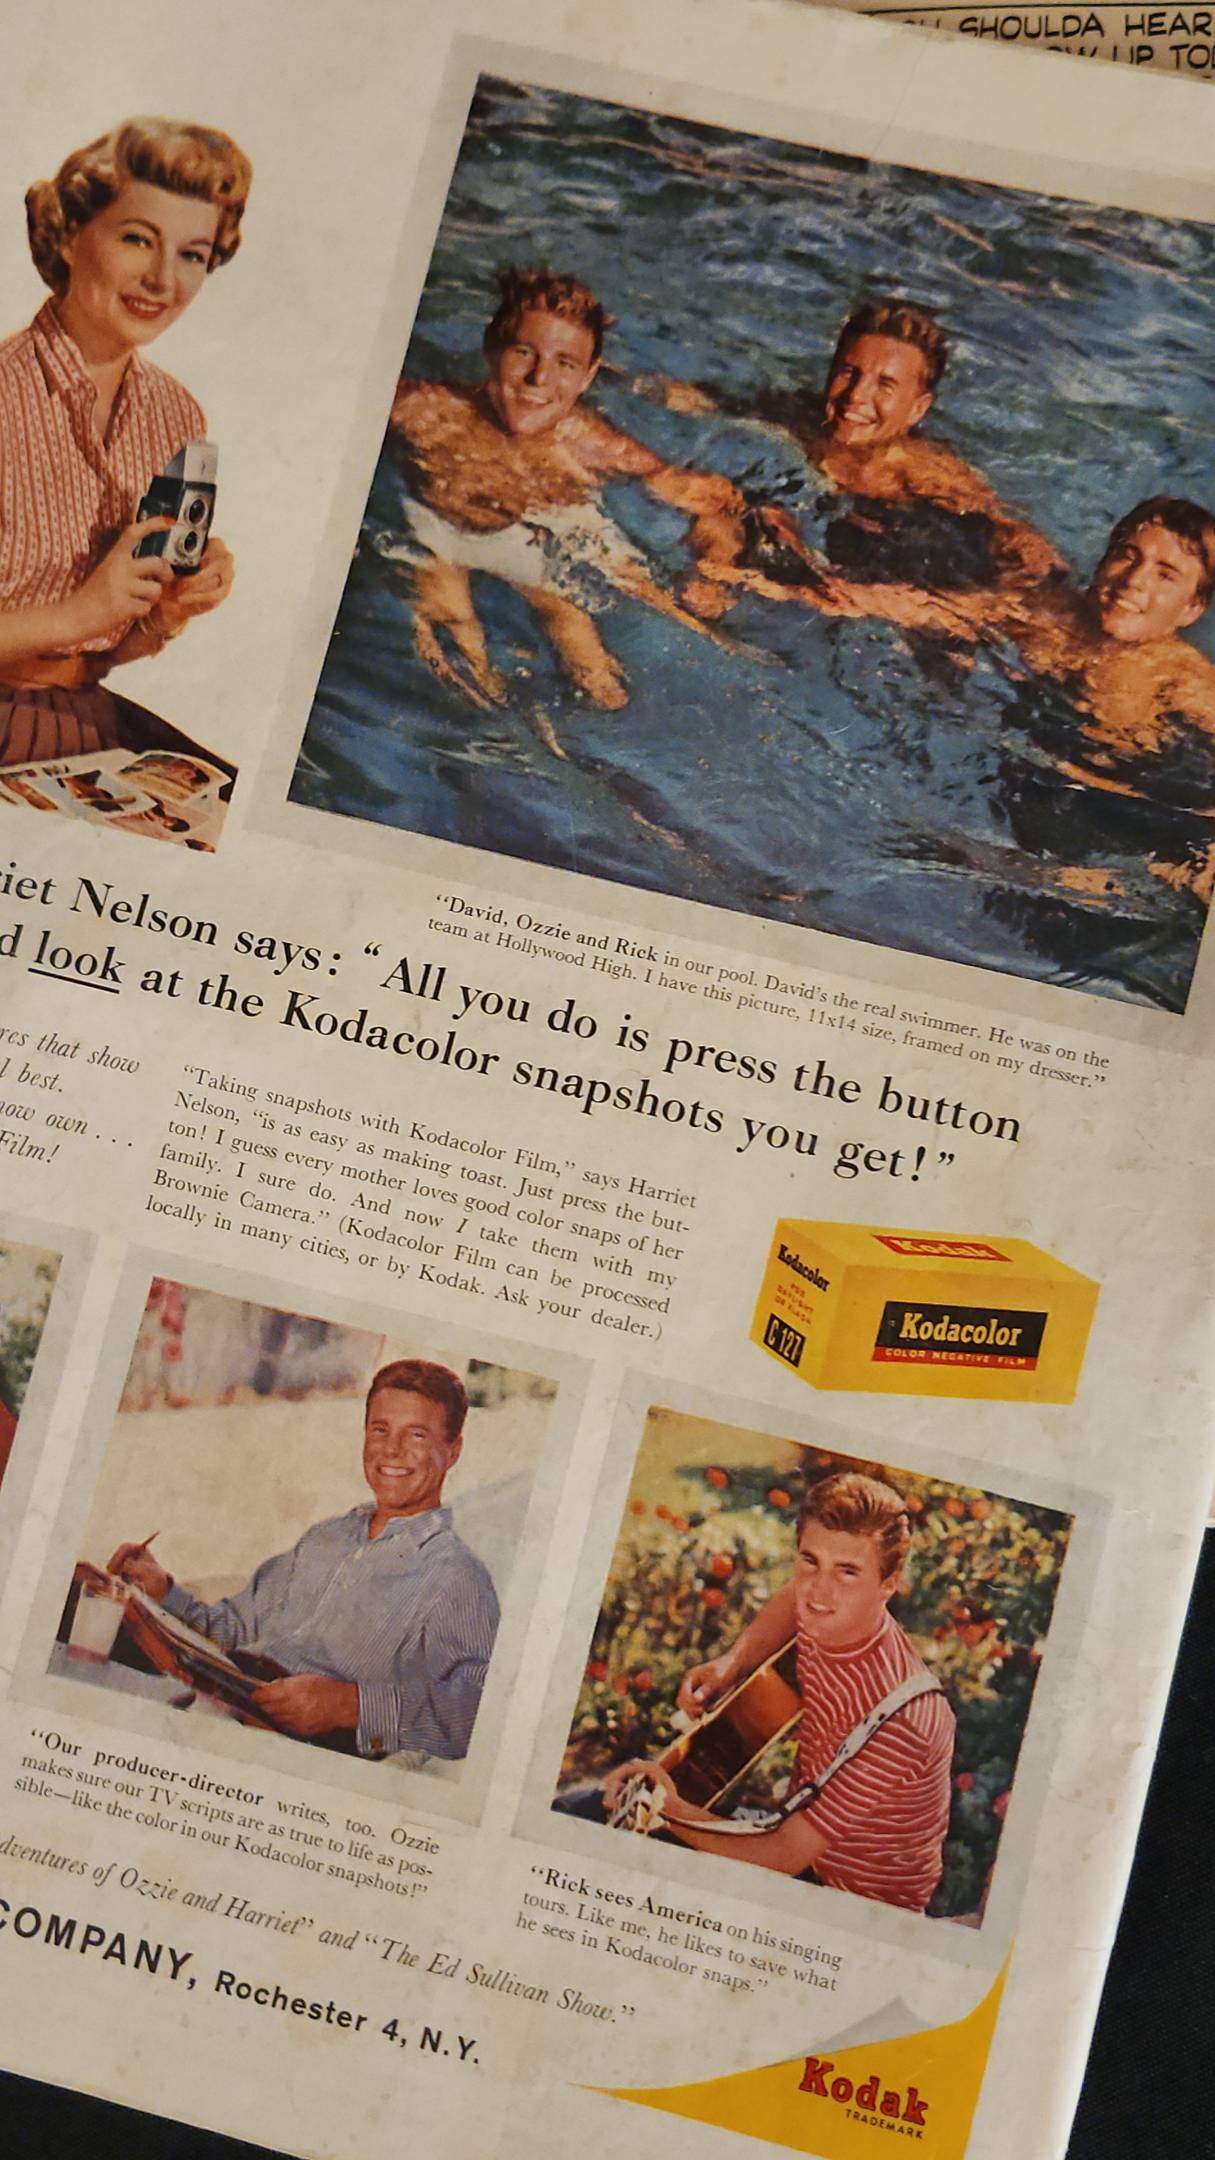 SHOULDA HEAR
UP TO
"David, Ozzie and Rick in our pool. David's the real swimmer. He was on the
team at Hollywood High. I have this picture, 11x14 size, framed on my dresser."
iet Nelson says: "All you do is press the button
d look at the Kodacolor snapshots you get!"
res that show
l best.
now own . . .
Film!
"Taking snapshots with Kodacolor Film," says Harriet
Nelson, "is as easy as making toast. Just press the but-
ton! I guess every mother loves good color snaps of her
family. I sure do. And now I take them with my
Brownie Camera." (Kodacolor Film can be processed
locally in many cities, or by Kodak. Ask your dealer.)
Kodak
Kodacolor
FOR
DAYLIGHT
OR FLASH
C 127
Kodacolor
COLOR NEGATIVE FILM
"Our producer-director writes, too. Ozzie
makes sure our TV scripts are as true to life as pos-
sible—like the color in our Kodacolor snapshots!"
"Rick sees America on his singing
tours. Like me, he likes to save what
he sees in Kodacolor snaps."
dventures of Ozzie and Harriet" and "The Ed Sullivan Show."
COMPANY, Rochester 4, N.Y.
Kodak
TRADEMARK